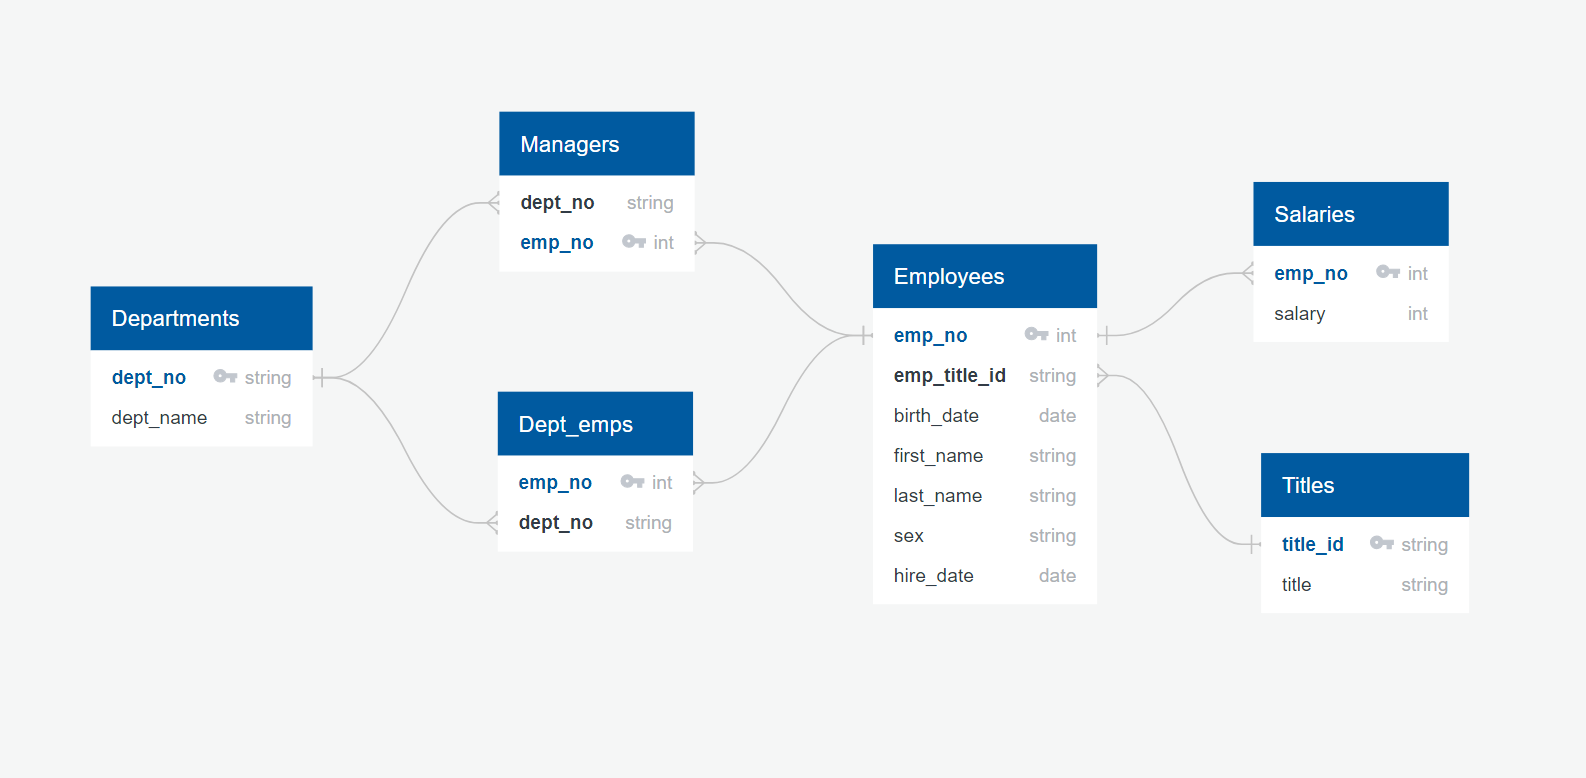 Departments
dept_no string
dept_name string
Managers
dept_no string
emp_no int
Dept_emps
emp_no int
dept_no string
Employees
emp_no int
emp_title_id string
birth_date date
first_name string
last_name string
sex string
hire_date date
Salaries
emp_no int
salary int
Titles
title_id string
title string